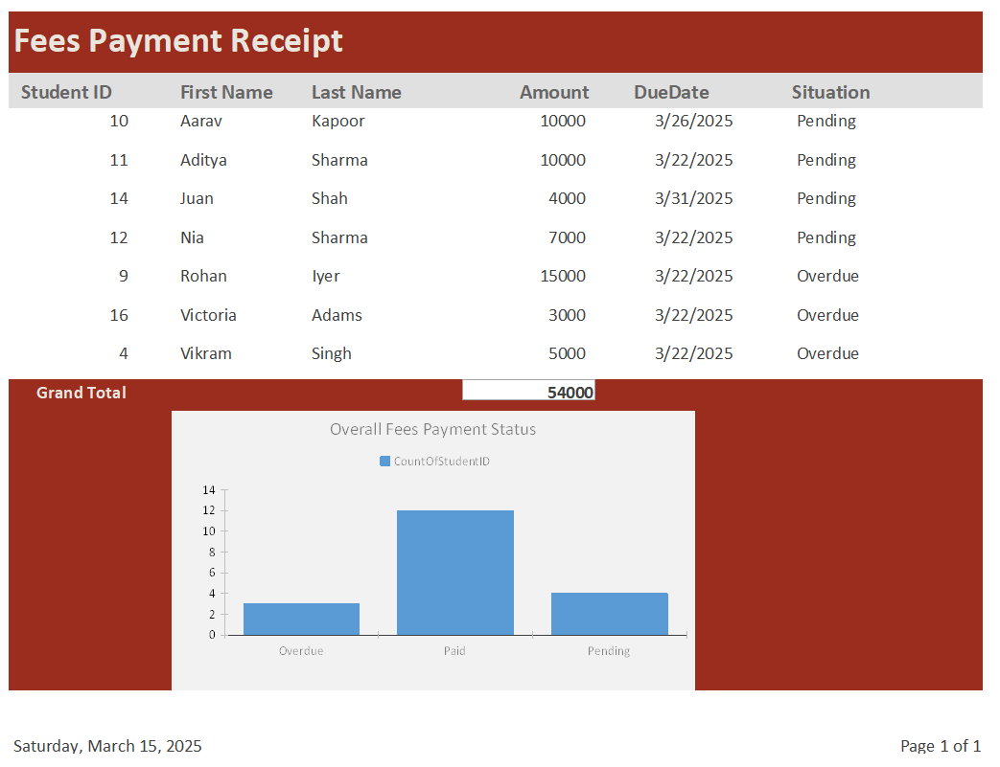 Fees Payment Receipt
Student ID First Name Last Name Amount DueDate Situation
10 Aarav Kapoor 10000 3/26/2025 Pending
11 Aditya Sharma 10000 3/22/2025 Pending
14 Juan Shah 4000 3/31/2025 Pending
12 Nia Sharma 7000 3/22/2025 Pending
9 Rohan Iyer 15000 3/22/2025 Overdue
16 Victoria Adams 3000 3/22/2025 Overdue
4 Vikram Singh 5000 3/22/2025 Overdue
Grand Total 54000
Overall Fees Payment Status
CountOfStudentID
14
12
10
8
6
4
2
0
Overdue Paid Pending
Saturday, March 15, 2025 Page 1 of 1